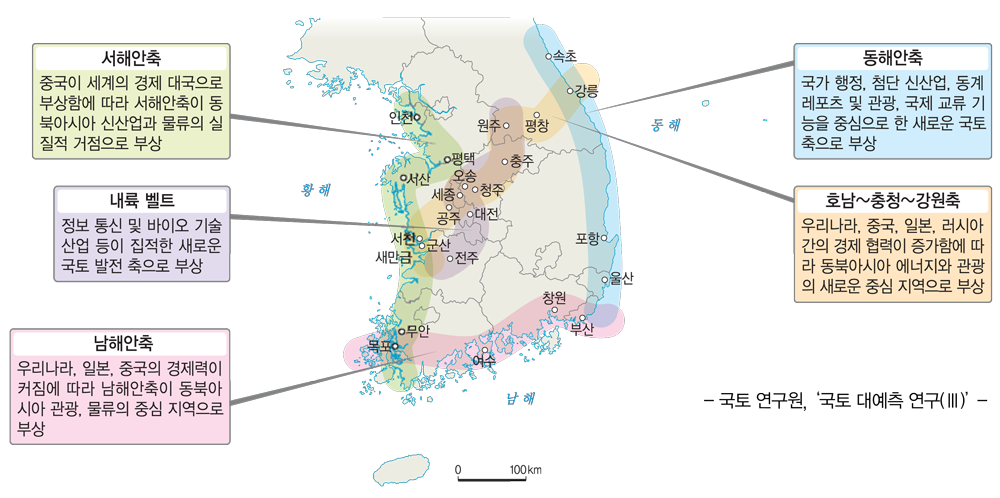 서해안축
중국이 세계의 경제 대국으로
부상함에 따라 서해안축이 동
북아시아 신산업과 물류의 실
질적 거점으로 부상
내륙 벨트
정보 통신 및 바이오 기술
산업 등이 집적한 새로운
국토 발전 축으로 부상
남해안축
우리나라, 일본, 중국의 경제력이
커짐에 따라 남해안축이 동북아
시아 관광, 물류의 중심 지역으로
부상
동해안축
국가 행정, 첨단 신산업, 동계
레포츠 및 관광, 국제 교류 기
능을 중심으로 한 새로운 국토
축으로 부상
호남~충청~강원축
우리나라, 중국, 일본, 러시아
간의 경제 협력이 증가함에 따
라 동북아시아 에너지와 관광
의 새로운 중심 지역으로 부상
속초
강릉
인천
원주
평창
동해
평택
충주
서산
오송
황해
세종
청주
공주
대전
서천
군산
포항
새만금
전주
울산
창원
부산
무안
목포
여수
남해
– 국토 연구원, ‘국토 대예측 연구(Ⅲ)’ –
0 100km